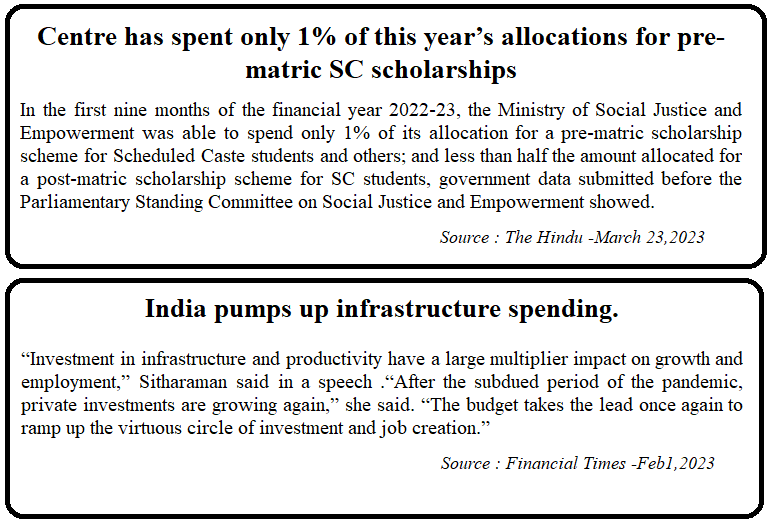 Centre has spent only 1% of this year’s allocations for pre-
matric SC scholarships
In the first nine months of the financial year 2022-23, the Ministry of Social Justice and
Empowerment was able to spend only 1% of its allocation for a pre-matric scholarship
scheme for Scheduled Caste students and others; and less than half the amount allocated for
a post-matric scholarship scheme for SC students, government data submitted before the
Parliamentary Standing Committee on Social Justice and Empowerment showed.
Source : The Hindu -March 23,2023
India pumps up infrastructure spending.
“Investment in infrastructure and productivity have a large multiplier impact on growth and
employment,” Sitharaman said in a speech .“After the subdued period of the pandemic,
private investments are growing again,” she said. “The budget takes the lead once again to
ramp up the virtuous circle of investment and job creation.”
Source : Financial Times -Feb1,2023